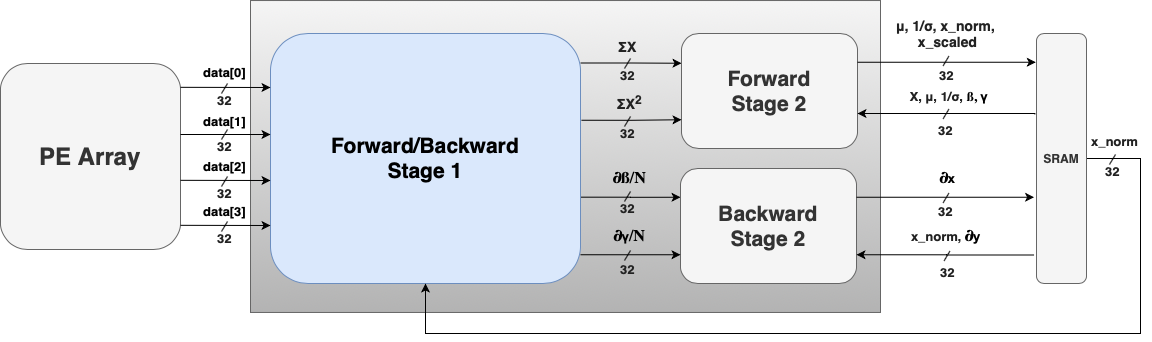 PE Array
data[0]
32
data[1]
32
data[2]
32
data[3]
32
Forward/Backward
Stage 1
ΣX
32
ΣX²
32
∂ß/N
32
∂γ/N
32
Forward
Stage 2
Backward
Stage 2
μ, 1/σ, x_norm,
x_scaled
32
X, μ, 1/σ, ß, γ
32
∂x
32
x_norm, ∂y
32
SRAM
x_norm
32